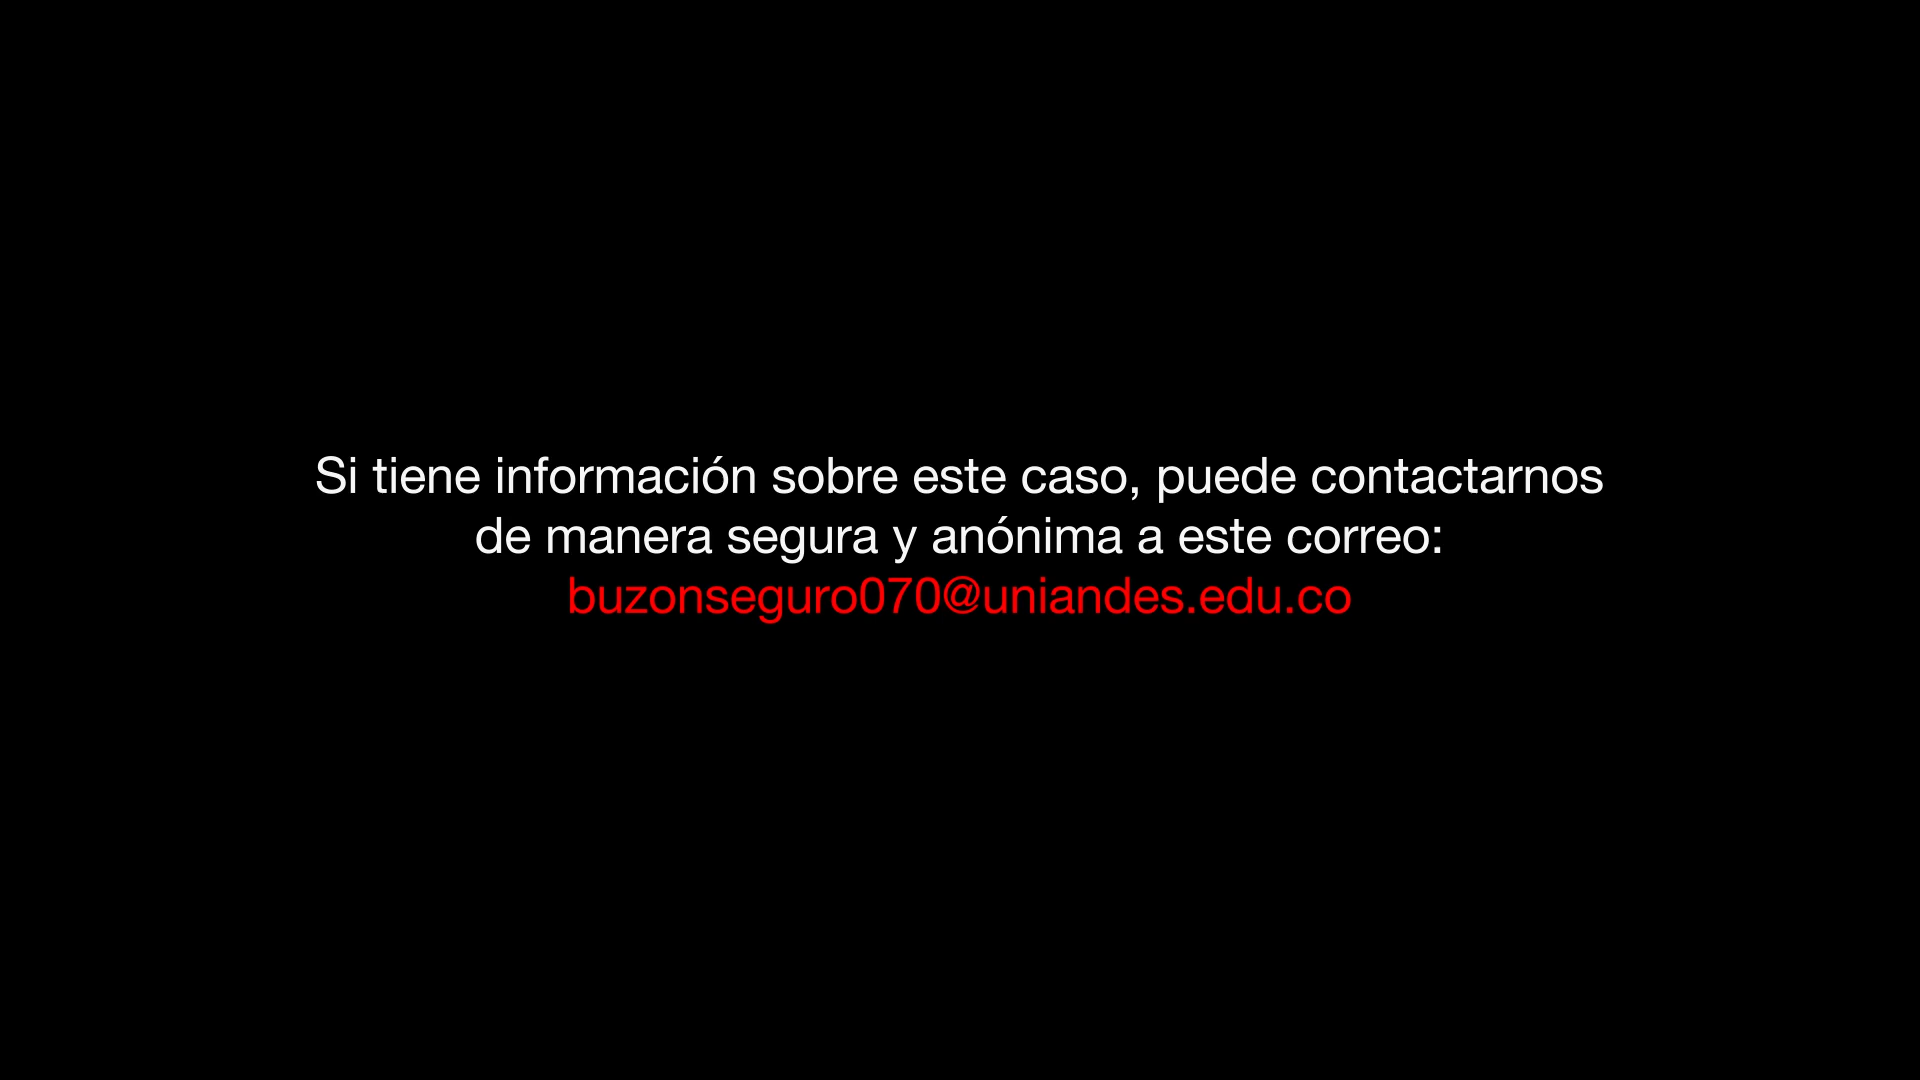 Si tiene información sobre este caso, puede contactarnos
de manera segura y anónima a este correo:
buzonseguro070@uniandes.edu.co